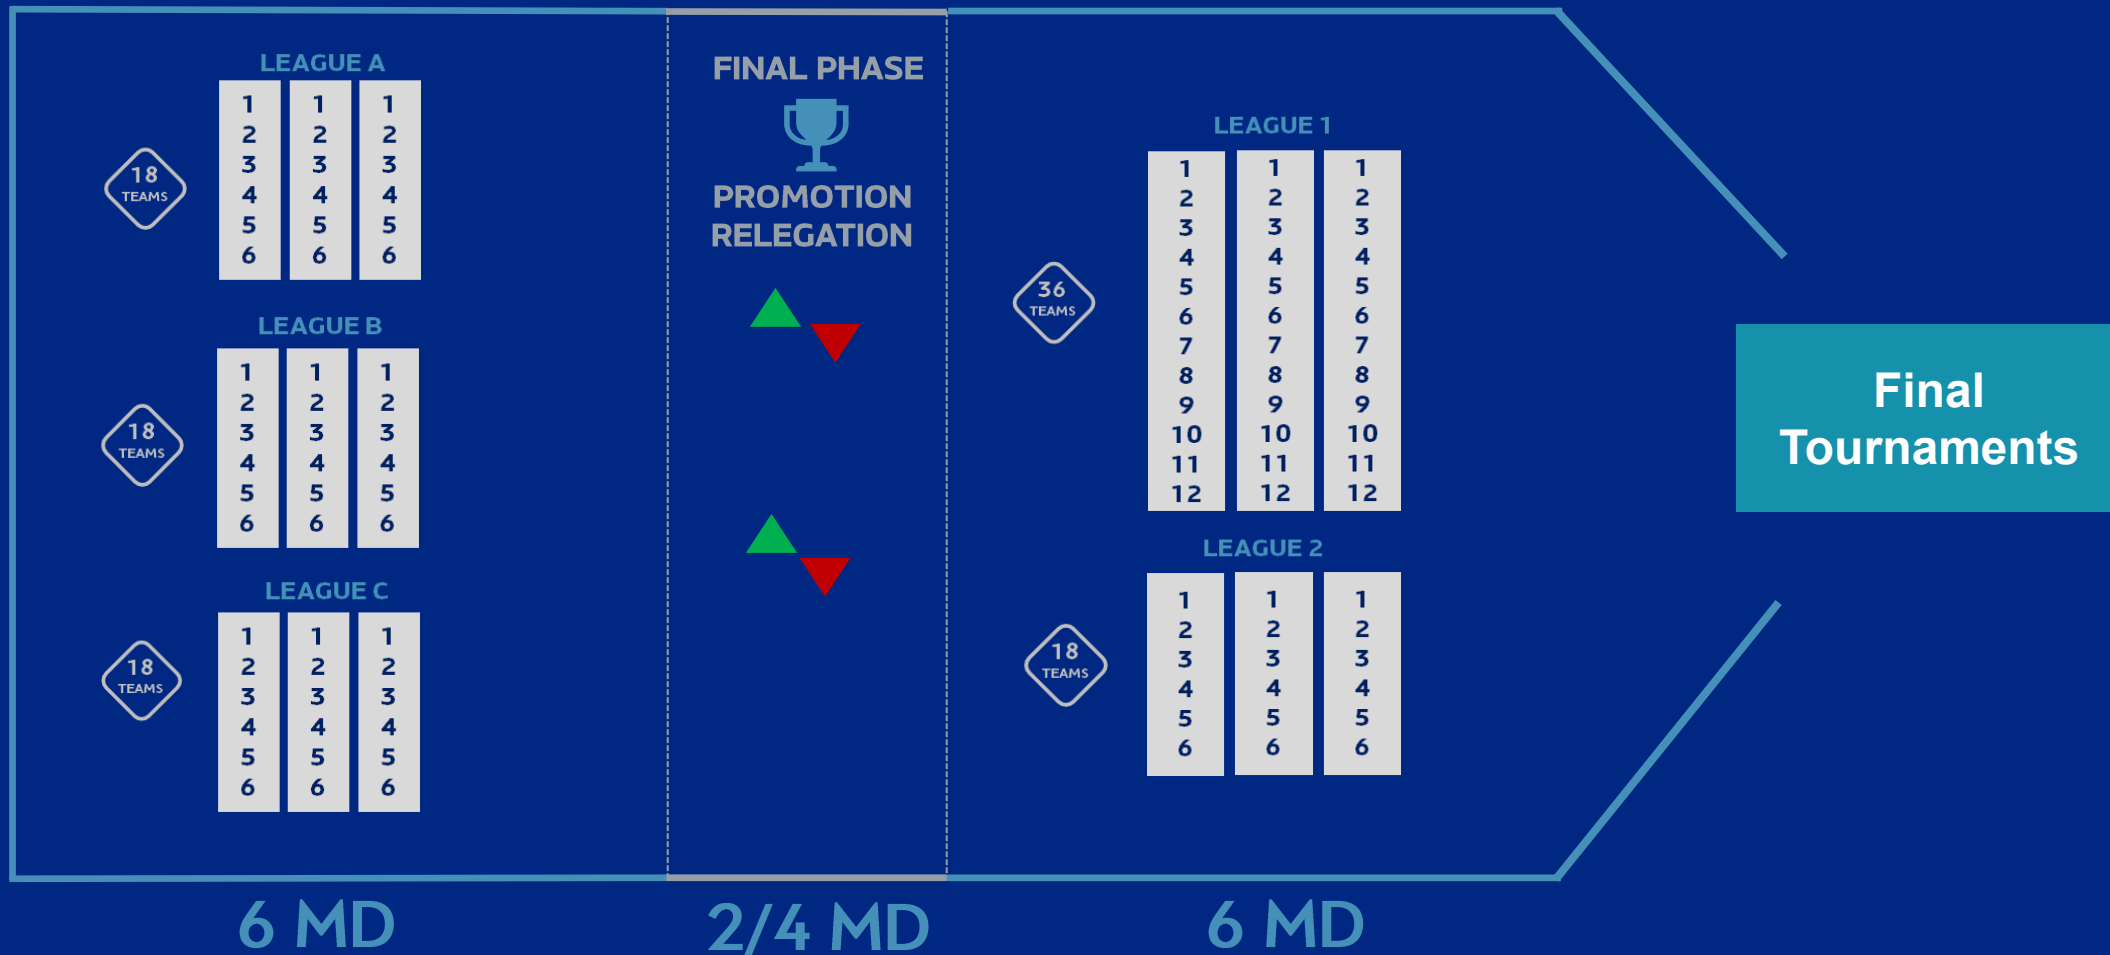 LEAGUE A
1 1 1
2 2 2
3 3 3
4 4 4
5 5 5
6 6 6
18
TEAMS
LEAGUE B
1 1 1
2 2 2
3 3 3
4 4 4
5 5 5
6 6 6
18
TEAMS
LEAGUE C
1 1 1
2 2 2
3 3 3
4 4 4
5 5 5
6 6 6
18
TEAMS
6 MD
FINAL PHASE
PROMOTION
RELEGATION
2/4 MD
LEAGUE 1
1 1 1
2 2 2
3 3 3
4 4 4
5 5 5
6 6 6
7 7 7
8 8 8
9 9 9
10 10 10
11 11 11
12 12 12
36
TEAMS
LEAGUE 2
1 1 1
2 2 2
3 3 3
4 4 4
5 5 5
6 6 6
18
TEAMS
6 MD
Final
Tournaments